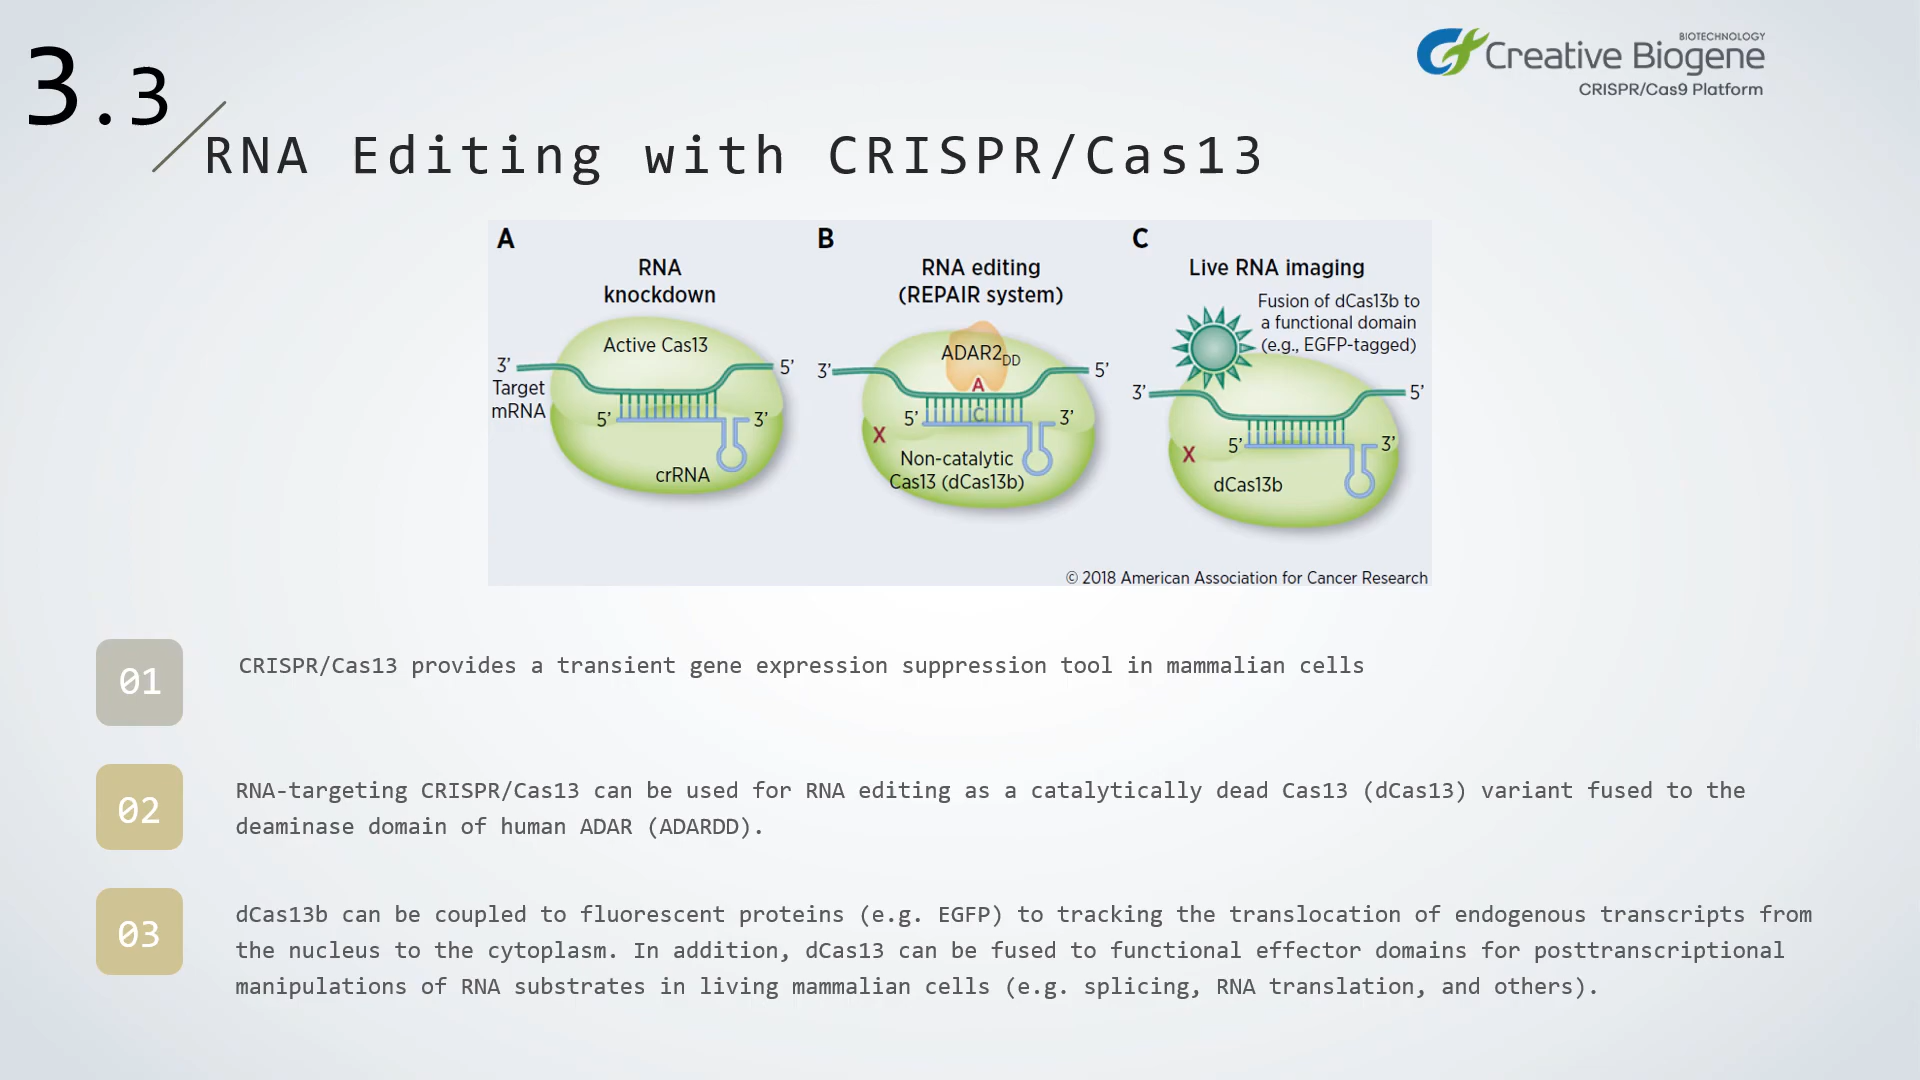 3.3
BIOTECHNOLOGY
Creative Biogene
CRISPR/Cas9 Platform
RNA Editing with CRISPR/Cas13
A
RNA
knockdown
Active Cas13
3’
5’
Target
mRNA
5’
3’
crRNA
B
RNA editing
(REPAIR system)
ADAR2DD
3’
5’
A
C
5’
3’
X
Non-catalytic
Cas13 (dCas13b)
C
Live RNA imaging
Fusion of dCas13b to
a functional domain
(e.g., EGFP-tagged)
3’
5’
5’
3’
X
dCas13b
© 2018 American Association for Cancer Research
01
CRISPR/Cas13 provides a transient gene expression suppression tool in mammalian cells
02
RNA-targeting CRISPR/Cas13 can be used for RNA editing as a catalytically dead Cas13 (dCas13) variant fused to the
deaminase domain of human ADAR (ADARDD).
03
dCas13b can be coupled to fluorescent proteins (e.g. EGFP) to tracking the translocation of endogenous transcripts from
the nucleus to the cytoplasm. In addition, dCas13 can be fused to functional effector domains for posttranscriptional
manipulations of RNA substrates in living mammalian cells (e.g. splicing, RNA translation, and others).